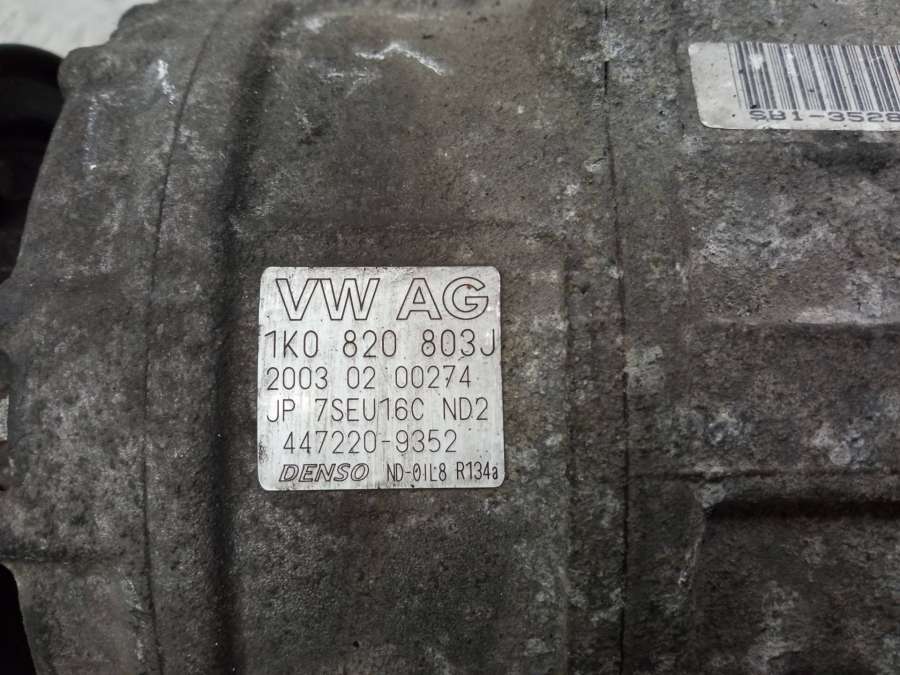 SB1-3528
VW AG
1K0 820 803J
2003 02 00274
JP 7SEU16C ND2
447220-9352
DENSO ND-OIL8 R134a